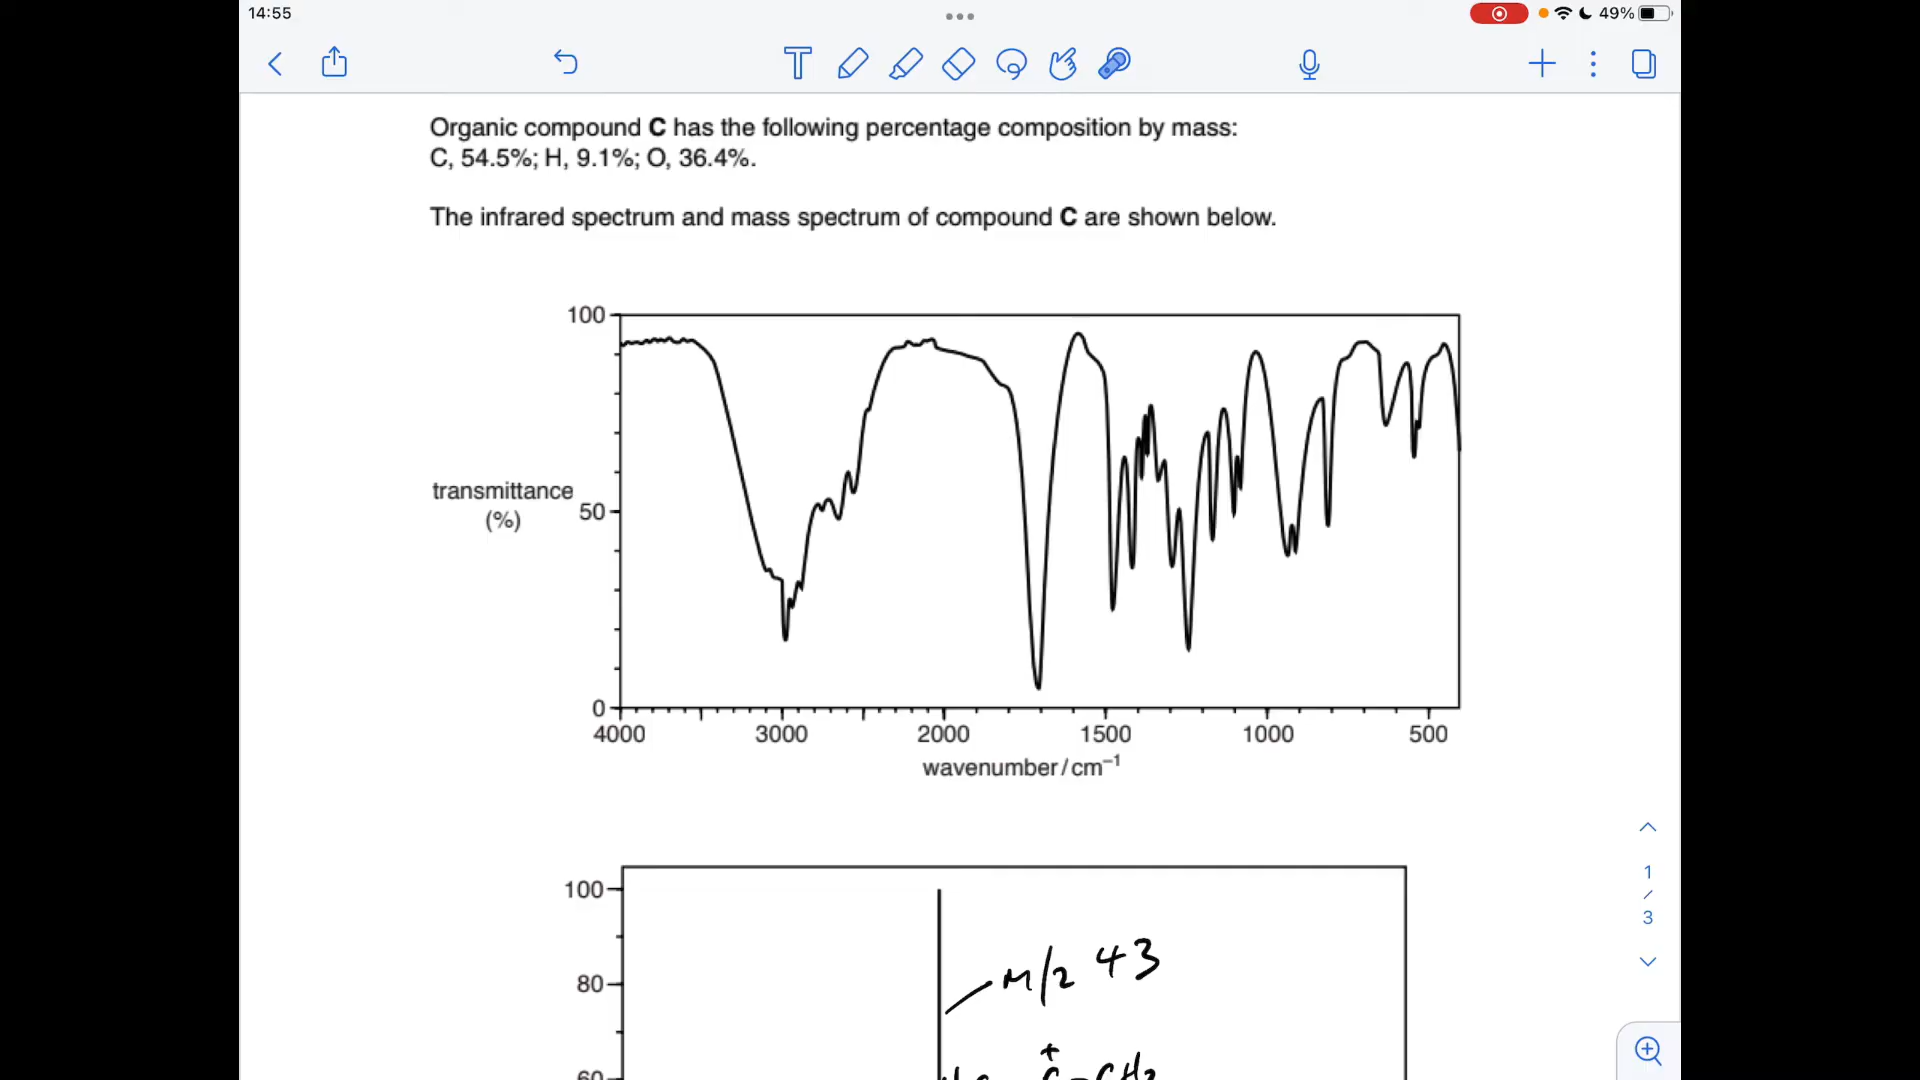 14:55
49%
T
Organic compound C has the following percentage composition by mass:
C, 54.5%; H, 9.1%; O, 36.4%.
The infrared spectrum and mass spectrum of compound C are shown below.
100
transmittance
(%)
50
0
4000 3000 2000 1500 1000 500
wavenumber/cm⁻¹
1
/
3
100
M/z 43
80
+
60